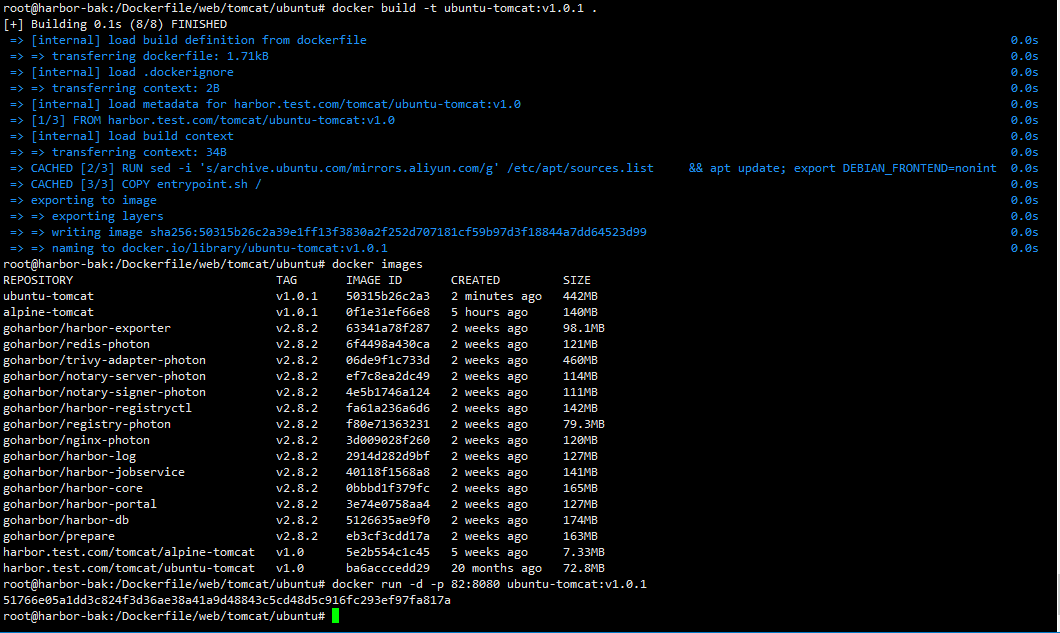 root@harbor-bak:/Dockerfile/web/tomcat/ubuntu# docker build -t ubuntu-tomcat:v1.0.1 .
[+] Building 0.1s (8/8) FINISHED
=> [internal] load build definition from dockerfile 0.0s
=> => transferring dockerfile: 1.71kB 0.0s
=> [internal] load .dockerignore 0.0s
=> => transferring context: 2B 0.0s
=> [internal] load metadata for harbor.test.com/tomcat/ubuntu-tomcat:v1.0 0.0s
=> [1/3] FROM harbor.test.com/tomcat/ubuntu-tomcat:v1.0 0.0s
=> [internal] load build context 0.0s
=> => transferring context: 34B 0.0s
=> CACHED [2/3] RUN sed -i 's/archive.ubuntu.com/mirrors.aliyun.com/g' /etc/apt/sources.list     && apt update; export DEBIAN_FRONTEND=nonint 0.0s
=> CACHED [3/3] COPY entrypoint.sh / 0.0s
=> exporting to image 0.0s
=> => exporting layers 0.0s
=> => writing image sha256:50315b26c2a39e1ff13f3830a2f252d707181cf59b97d3f18844a7dd64523d99 0.0s
=> => naming to docker.io/library/ubuntu-tomcat:v1.0.1 0.0s
root@harbor-bak:/Dockerfile/web/tomcat/ubuntu# docker images
REPOSITORY TAG IMAGE ID CREATED SIZE
ubuntu-tomcat v1.0.1 50315b26c2a3 2 minutes ago 442MB
alpine-tomcat v1.0.1 0f1e31ef66e8 5 hours ago 140MB
goharbor/harbor-exporter v2.8.2 63341a78f287 2 weeks ago 98.1MB
goharbor/redis-photon v2.8.2 6f4498a430ca 2 weeks ago 121MB
goharbor/trivy-adapter-photon v2.8.2 06de9f1c733d 2 weeks ago 460MB
goharbor/notary-server-photon v2.8.2 ef7c8ea2dc49 2 weeks ago 114MB
goharbor/notary-signer-photon v2.8.2 4e5b1746a124 2 weeks ago 111MB
goharbor/harbor-registryctl v2.8.2 fa61a236a6d6 2 weeks ago 142MB
goharbor/registry-photon v2.8.2 f80e71363231 2 weeks ago 79.3MB
goharbor/nginx-photon v2.8.2 3d009028f260 2 weeks ago 120MB
goharbor/harbor-log v2.8.2 2914d282d9bf 2 weeks ago 127MB
goharbor/harbor-jobservice v2.8.2 40118f1568a8 2 weeks ago 141MB
goharbor/harbor-core v2.8.2 0bbbd1f379fc 2 weeks ago 165MB
goharbor/harbor-portal v2.8.2 3e74e0758aa4 2 weeks ago 127MB
goharbor/harbor-db v2.8.2 5126635ae9f0 2 weeks ago 174MB
goharbor/prepare v2.8.2 eb3cf3cdd17a 2 weeks ago 163MB
harbor.test.com/tomcat/alpine-tomcat v1.0 5e2b554c1c45 5 weeks ago 7.33MB
harbor.test.com/tomcat/ubuntu-tomcat v1.0 ba6acccedd29 20 months ago 72.8MB
root@harbor-bak:/Dockerfile/web/tomcat/ubuntu# docker run -d -p 82:8080 ubuntu-tomcat:v1.0.1
51766e05a1dd3c824f3d36ae38a41a9d48843c5cd48d5c916fc293ef97fa817a
root@harbor-bak:/Dockerfile/web/tomcat/ubuntu#